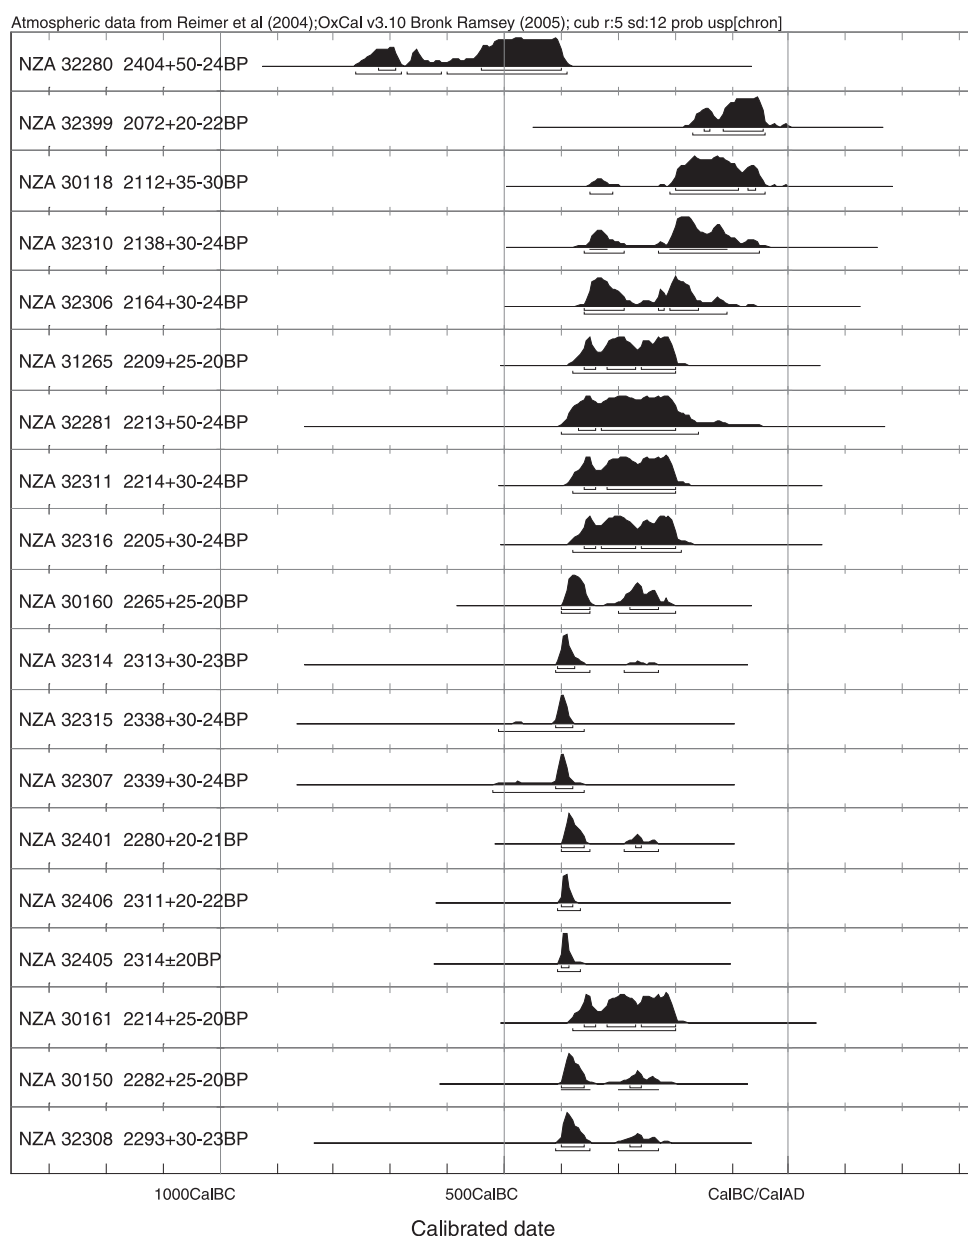 Atmospheric data from Reimer et al (2004);OxCal v3.10 Bronk Ramsey (2005); cub r:5 sd:12 prob usp[chron]
NZA 32280 2404+50-24BP
NZA 32399 2072+20-22BP
NZA 30118 2112+35-30BP
NZA 32310 2138+30-24BP
NZA 32306 2164+30-24BP
NZA 31265 2209+25-20BP
NZA 32281 2213+50-24BP
NZA 32311 2214+30-24BP
NZA 32316 2205+30-24BP
NZA 30160 2265+25-20BP
NZA 32314 2313+30-23BP
NZA 32315 2338+30-24BP
NZA 32307 2339+30-24BP
NZA 32401 2280+20-21BP
NZA 32406 2311+20-22BP
NZA 32405 2314±20BP
NZA 30161 2214+25-20BP
NZA 30150 2282+25-20BP
NZA 32308 2293+30-23BP
1000CalBC 500CalBC CalBC/CalAD
Calibrated date